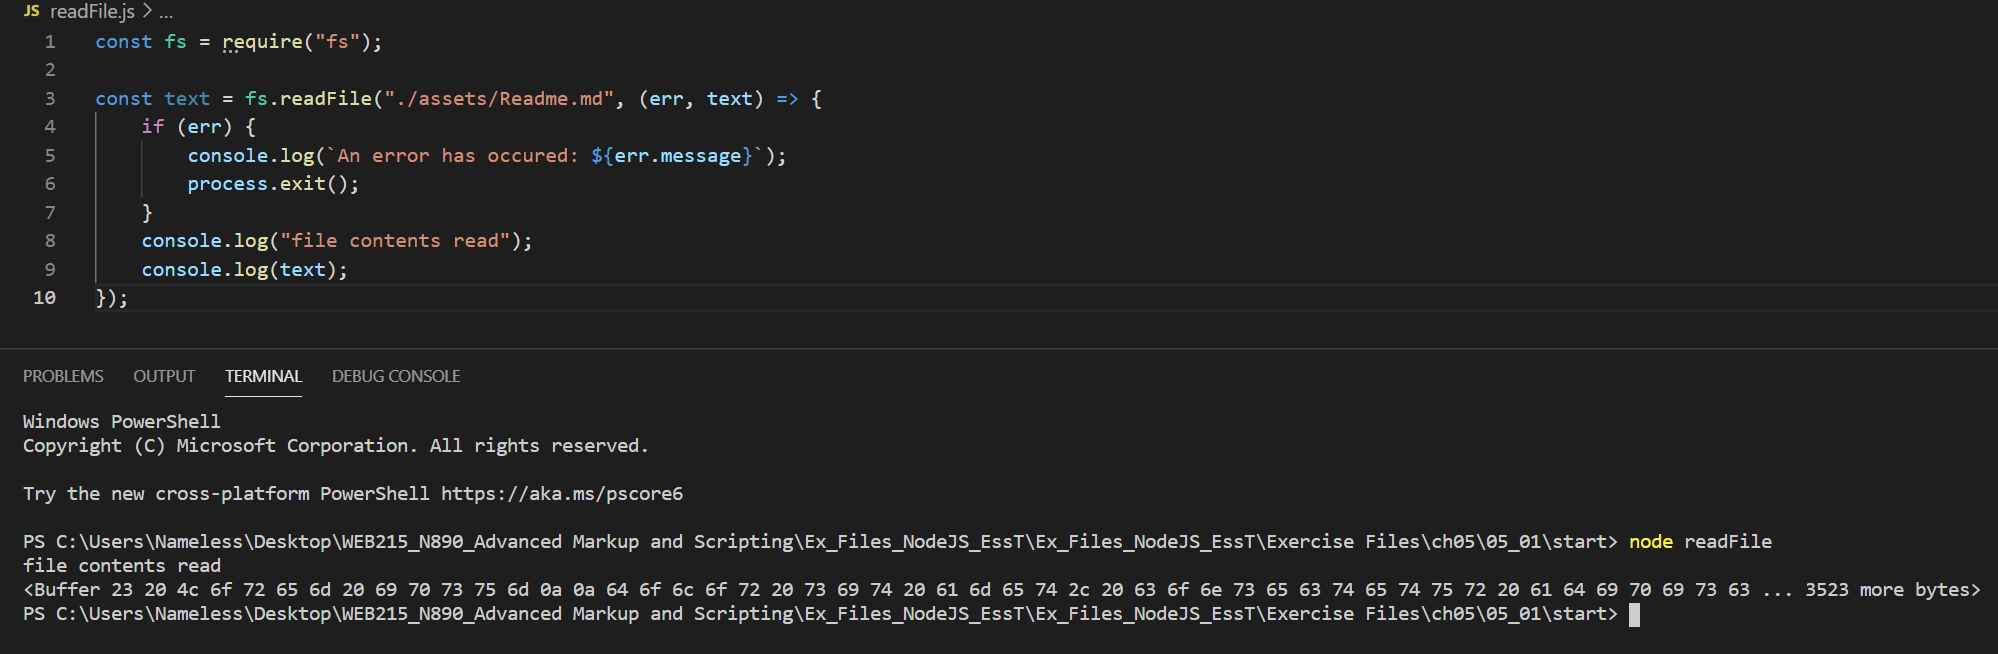 JS readFile.js > ...
1 const fs = require("fs");
2
3 const text = fs.readFile("./assets/Readme.md", (err, text) => {
4 if (err) {
5 console.log(`An error has occured: ${err.message}`);
6 process.exit();
7 }
8 console.log("file contents read");
9 console.log(text);
10 });
PROBLEMS OUTPUT TERMINAL DEBUG CONSOLE
Windows PowerShell
Copyright (C) Microsoft Corporation. All rights reserved.
Try the new cross-platform PowerShell https://aka.ms/pscore6
PS C:\Users\Nameless\Desktop\WEB215_N890_Advanced Markup and Scripting\Ex_Files_NodeJS_EssT\Ex_Files_NodeJS_EssT\Exercise Files\ch05\05_01\start> node readFile
file contents read
<Buffer 23 20 4c 6f 72 65 6d 20 69 70 73 75 6d 0a 0a 64 6f 6c 6f 72 20 73 69 74 20 61 6d 65 74 2c 20 63 6f 6e 73 65 63 74 65 74 75 72 20 61 64 69 70 69 73 63 ... 3523 more bytes>
PS C:\Users\Nameless\Desktop\WEB215_N890_Advanced Markup and Scripting\Ex_Files_NodeJS_EssT\Ex_Files_NodeJS_EssT\Exercise Files\ch05\05_01\start>